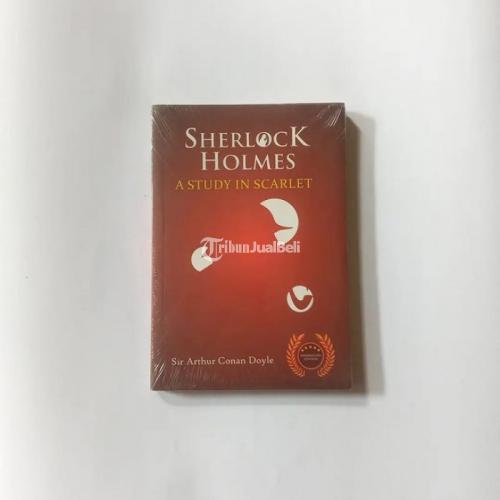 SHERLOCK
HOLMES
A STUDY IN SCARLET
TribunJualBeli
Sir Arthur Conan Doyle